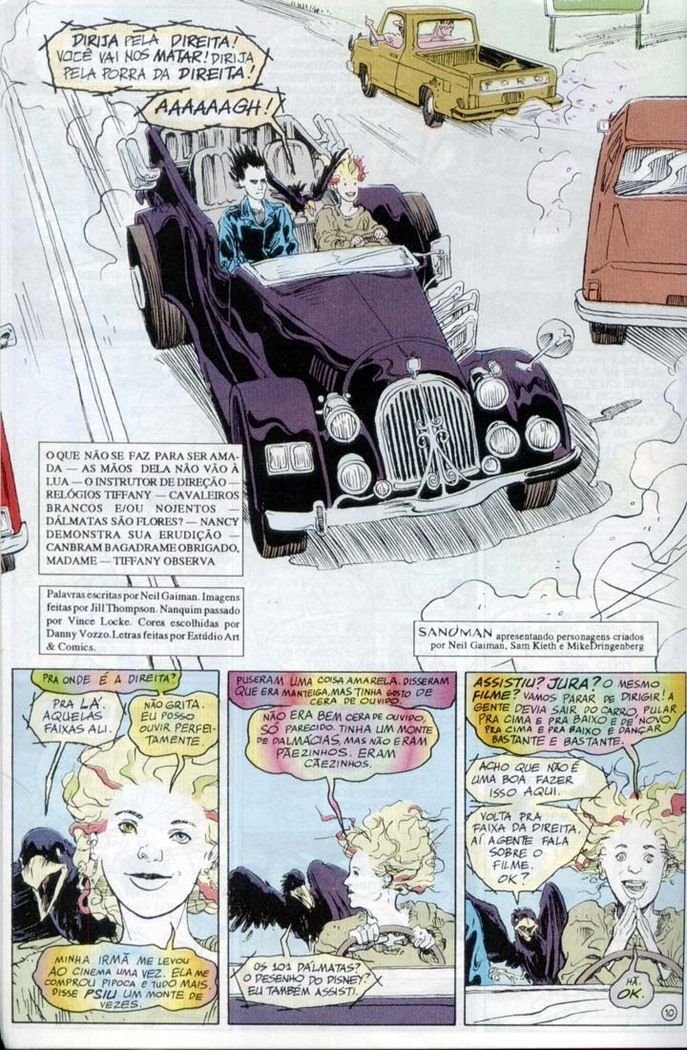 DIRIJA PELA DIREITA!
VOCÊ VAI NOS MATAR! DIRIJA
PELA PORRA DA DIREITA!
AAAAAAGH!
FORD
O QUE NÃO SE FAZ PARA SER AMA-
DA — AS MÃOS DELA NÃO VÃO À
LUA — O INSTRUTOR DE DIREÇÃO —
RELÓGIOS TIFFANY — CAVALEIROS
BRANCOS E/OU NOJENTOS —
DÁLMATAS SÃO FLORES? — NANCY
DEMONSTRA SUA ERUDIÇÃO —
CANBRAM BAGADRAME OBRIGADO,
MADAME — TIFFANY OBSERVA
Palavras escritas por Neil Gaiman. Imagens
feitas por Jill Thompson. Nanquim passado
por Vince Locke. Cores escolhidas por
Danny Vozzo. Letras feitas por Estúdio Art
& Comics.
SANDMAN apresentando personagens criados
por Neil Gaiman, Sam Kieth e MikeDringenberg
PRA ONDE É A DIREITA?
PRA LÁ.
AQUELAS
FAIXAS ALI.
NÃO GRITA.
EU POSSO
OUVIR PERFEI-
TAMENTE.
MINHA IRMÃ ME LEVOU
AO CINEMA UMA VEZ. ELA ME
COMPROU PIPOCA E TUDO MAIS.
DISSE PSIU UM MONTE DE
VEZES.
PUSERAM UMA COISA AMARELA. DISSERAM
QUE ERA MANTEIGA, MAS TINHA GOSTO DE
CERA DE OUVIDO.
NÃO ERA BEM CERA DE OUVIDO,
SÓ PARECIDO. TINHA UM MONTE
DE DALMÁCIAS, MAS NÃO ERAM
PÃEZINHOS. ERAM
CÃEZINHOS.
OS 101 DÁLMATAS?
O DESENHO DO DISNEY?
EU TAMBÉM ASSISTI.
ASSISTIU? JURA? O MESMO
FILME? VAMOS PARAR DE DIRIGIR! A
GENTE DEVIA SAIR DO CARRO, PULAR
PRA CIMA E PRA BAIXO E DE NOVO
PRA CIMA E PRA BAIXO E DANÇAR
BASTANTE E BASTANTE.
ACHO QUE NÃO É
UMA BOA FAZER
ISSO AQUI.
VOLTA PRA
FAIXA DA DIREITA,
AÍ A GENTE FALA
SOBRE O
FILME.
OK?
HÃ.
OK.
10